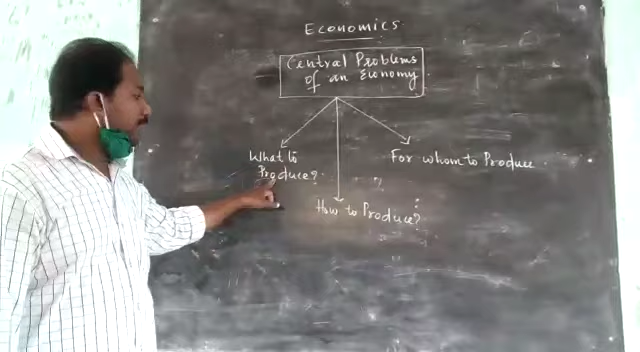 Economics
Central Problems
of an Economy
What to
Produce?
For whom to Produce
How to Produce?